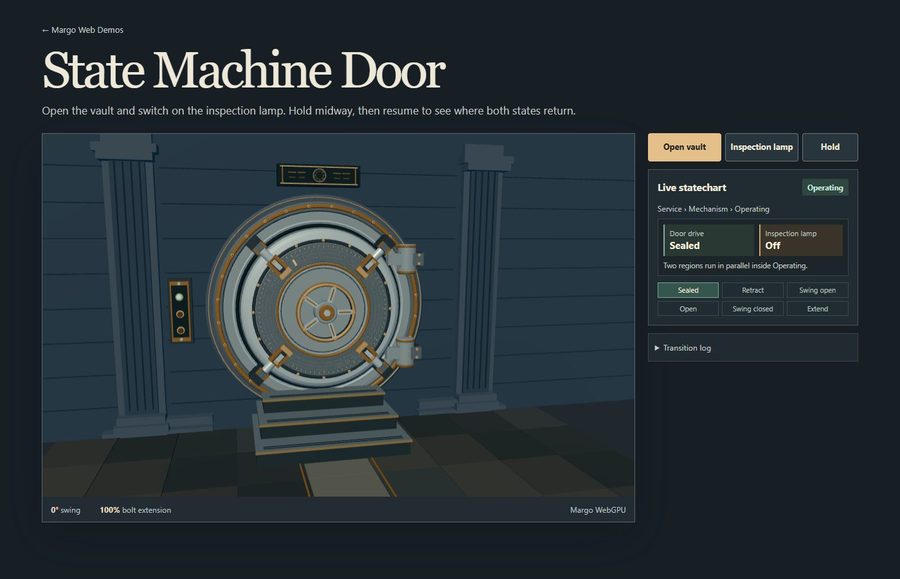 ← Margo Web Demos
State Machine Door
Open the vault and switch on the inspection lamp. Hold midway, then resume to see where both states return.
Open vault
Inspection lamp
Hold
Live statechart
Operating
Service › Mechanism › Operating
Door drive
Sealed
Inspection lamp
Off
Two regions run in parallel inside Operating.
Sealed
Retract
Swing open
Open
Swing closed
Extend
▶ Transition log
0° swing
100% bolt extension
Margo WebGPU